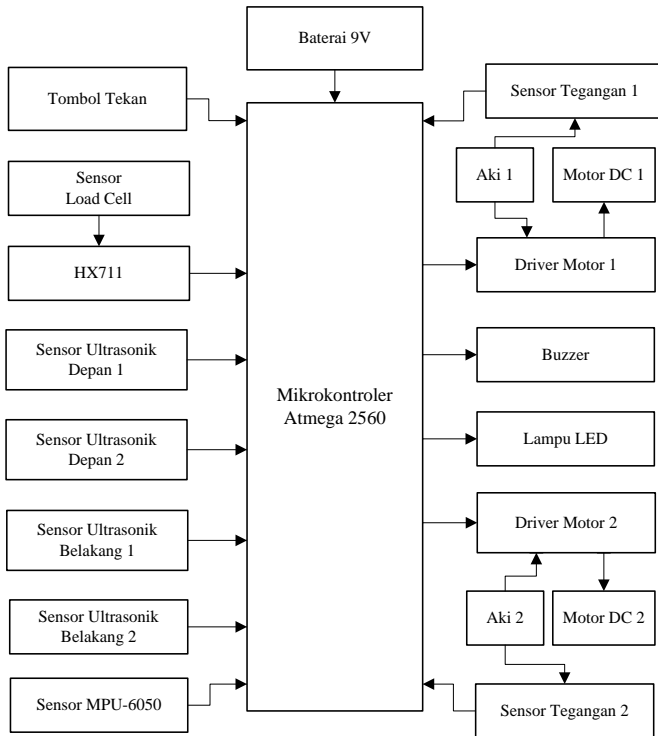 Baterai 9V
Tombol Tekan
Sensor
Load Cell
HX711
Sensor Ultrasonik
Depan 1
Sensor Ultrasonik
Depan 2
Sensor Ultrasonik
Belakang 1
Sensor Ultrasonik
Belakang 2
Sensor MPU-6050
Mikrokontroler
Atmega 2560
Sensor Tegangan 1
Aki 1
Motor DC 1
Driver Motor 1
Buzzer
Lampu LED
Driver Motor 2
Aki 2
Motor DC 2
Sensor Tegangan 2